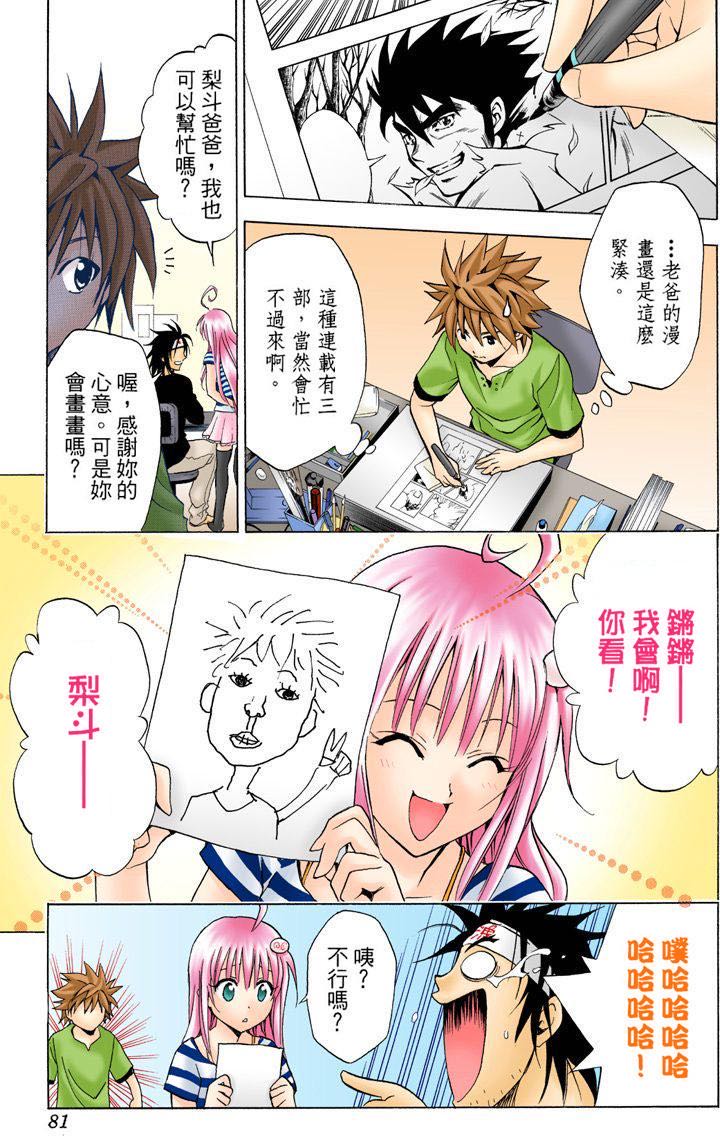 …老爸的漫
畫還是這麼
緊湊。
這種連載有三
部，當然會忙
不過來啊。
梨斗爸爸，我也
可以幫忙嗎？
喔，感謝妳的
心意。可是妳
會畫畫嗎？
鏘鏘——
我會啊！
你看！
梨斗——
噗哈哈哈哈
哈哈哈哈！
咦？
不行嗎？
81